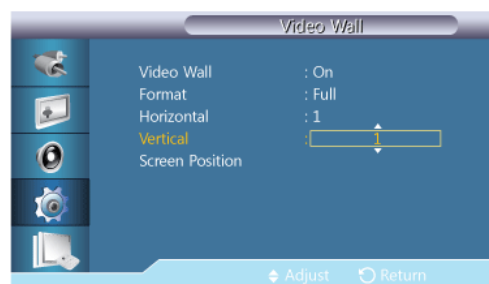 Video Wall
Video Wall : On
Format : Full
Horizontal : 1
Vertical : 1
Screen Position
Adjust Return